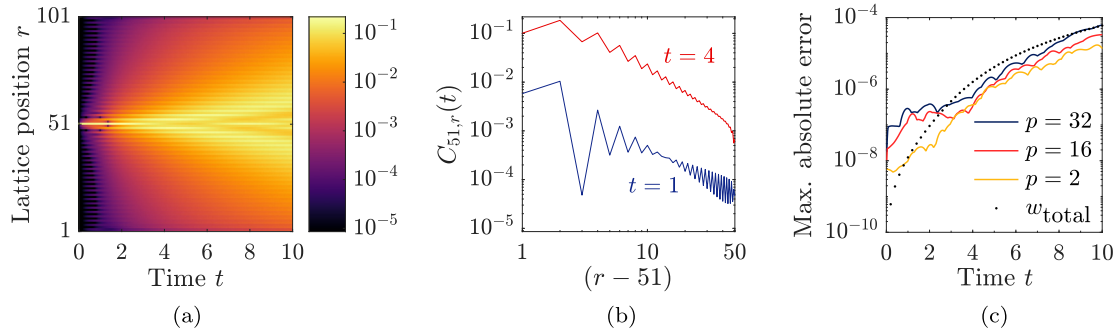 101
51
1
Lattice position r
0 2 4 6 8 10
Time t
10^{-1}
10^{-2}
10^{-3}
10^{-4}
10^{-5}
(a)
10^{-1}
10^{-2}
10^{-3}
10^{-4}
10^{-5}
C_{51,r}(t)
t = 4
t = 1
1 10 50
(r − 51)
(b)
10^{-4}
10^{-6}
10^{-8}
10^{-10}
Max. absolute error
p = 32
p = 16
p = 2
w_{total}
0 2 4 6 8 10
Time t
(c)